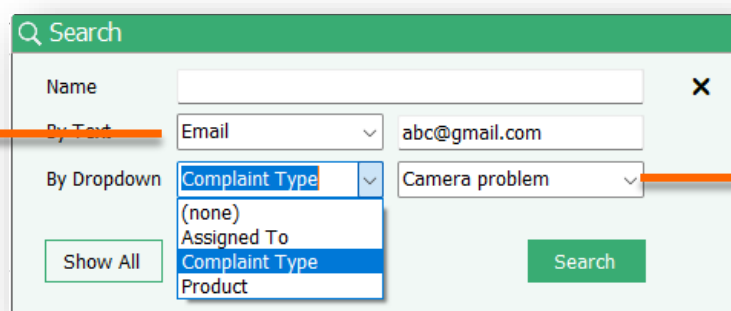 Search
Name
By Text Email abc@gmail.com
By Dropdown Complaint Type Camera problem
(none)
Assigned To
Show All Complaint Type Search
Product